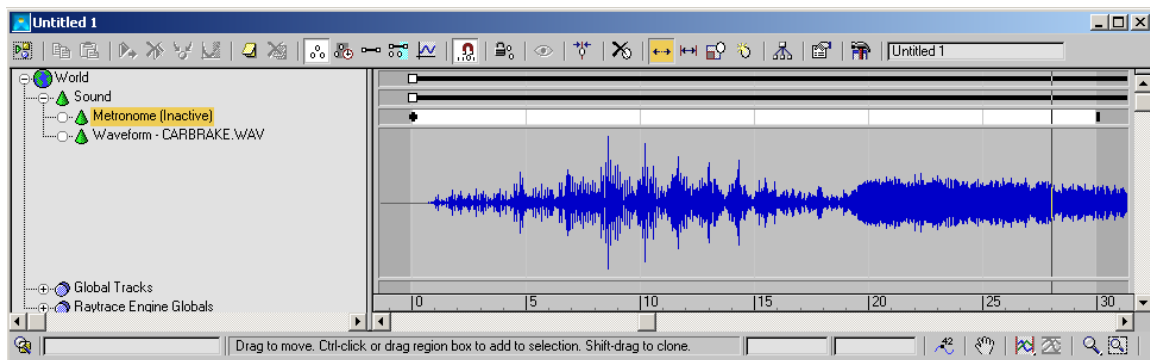 Untitled 1
Untitled 1
World
Sound
Metronome (Inactive)
Waveform - CARBRAKE.WAV
Global Tracks
Raytrace Engine Globals
0 5 10 15 20 25 30
Drag to move. Ctrl-click or drag region box to add to selection. Shift-drag to clone.
42